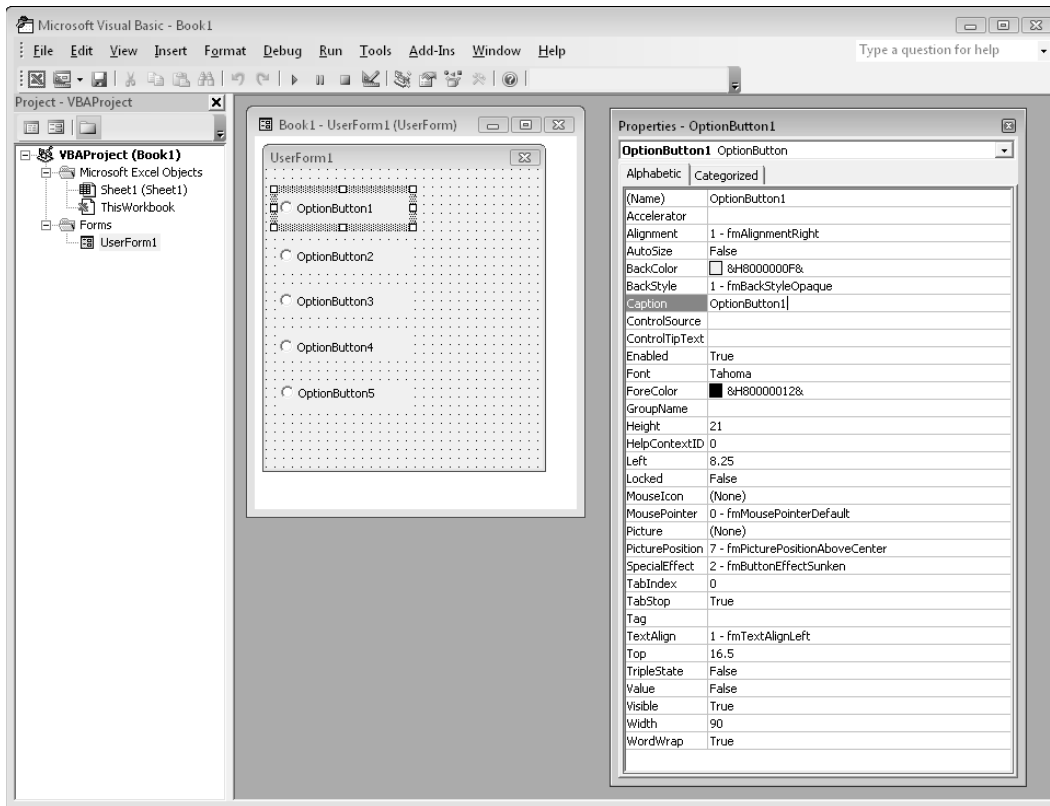 Microsoft Visual Basic - Book1
File Edit View Insert Format Debug Run Tools Add-Ins Window Help
Type a question for help
Project - VBAProject
VBAProject (Book1)
Microsoft Excel Objects
Sheet1 (Sheet1)
ThisWorkbook
Forms
UserForm1
Book1 - UserForm1 (UserForm)
UserForm1
OptionButton1
OptionButton2
OptionButton3
OptionButton4
OptionButton5
Properties - OptionButton1
OptionButton1 OptionButton
Alphabetic Categorized
(Name) OptionButton1
Accelerator
Alignment 1 - fmAlignmentRight
AutoSize False
BackColor &H8000000F&
BackStyle 1 - fmBackStyleOpaque
Caption OptionButton1
ControlSource
ControlTipText
Enabled True
Font Tahoma
ForeColor &H80000012&
GroupName
Height 21
HelpContextID 0
Left 8.25
Locked False
MouseIcon (None)
MousePointer 0 - fmMousePointerDefault
Picture (None)
PicturePosition 7 - fmPicturePositionAboveCenter
SpecialEffect 2 - fmButtonEffectSunken
TabIndex 0
TabStop True
Tag
TextAlign 1 - fmTextAlignLeft
Top 16.5
TripleState False
Value False
Visible True
Width 90
WordWrap True